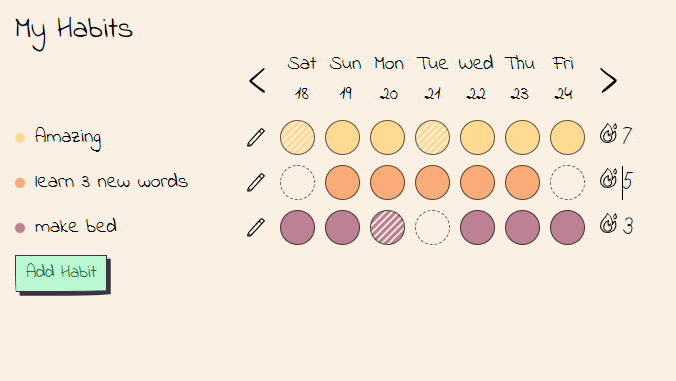 My Habits
Sat Sun Mon Tue Wed Thu Fri
18 19 20 21 22 23 24
Amazing 7
learn 3 new words 5
make bed 3
Add Habit